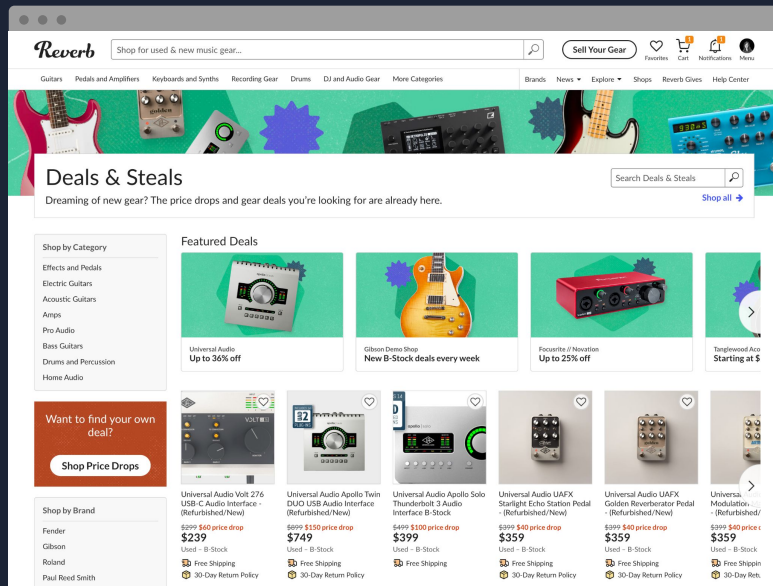 Reverb
Shop for used & new music gear...
Sell Your Gear
Favorites
1
Cart
1
Notifications
Menu
Guitars Pedals and Amplifiers Keyboards and Synths Recording Gear Drums DJ and Audio Gear More Categories
Brands News Explore Shops Reverb Gives Help Center
golden
Deals & Steals
Dreaming of new gear? The price drops and gear deals you're looking for are already here.
Search Deals & Steals
Shop all
Shop by Category
Effects and Pedals
Electric Guitars
Acoustic Guitars
Amps
Pro Audio
Bass Guitars
Drums and Percussion
Home Audio
Want to find your own
deal?
Shop Price Drops
Shop by Brand
Fender
Gibson
Roland
Paul Reed Smith
Featured Deals
Universal Audio
Up to 36% off
Gibson Demo Shop
New B-Stock deals every week
Focusrite // Novation
Up to 25% off
Tanglewood Aco
Starting at $
VOLT
Universal Audio Volt 276
USB-C Audio Interface -
(Refurbished/New)
$299 $60 price drop
$239
Used – B-Stock
Free Shipping
30-Day Return Policy
Universal Audio Apollo Twin
DUO USB Audio Interface
(Refurbished/New)
$899 $150 price drop
$749
Used – B-Stock
Free Shipping
30-Day Return Policy
Universal Audio Apollo Solo
Thunderbolt 3 Audio
Interface B-Stock
$499 $100 price drop
$399
Used – B-Stock
Free Shipping
Universal Audio UAFX
Starlight Echo Station Pedal
- (Refurbished/New)
$399 $40 price drop
$359
Used – B-Stock
Free Shipping
30-Day Return Policy
Universal Audio UAFX
Golden Reverberator Pedal
- (Refurbished/New)
$399 $40 price drop
$359
Used – B-Stock
Free Shipping
30-Day Return Policy
Modulation
- (Refurbished/
$399 $40 price d
$359
Used – B-Stock
Free Shippin
30-Day Retu